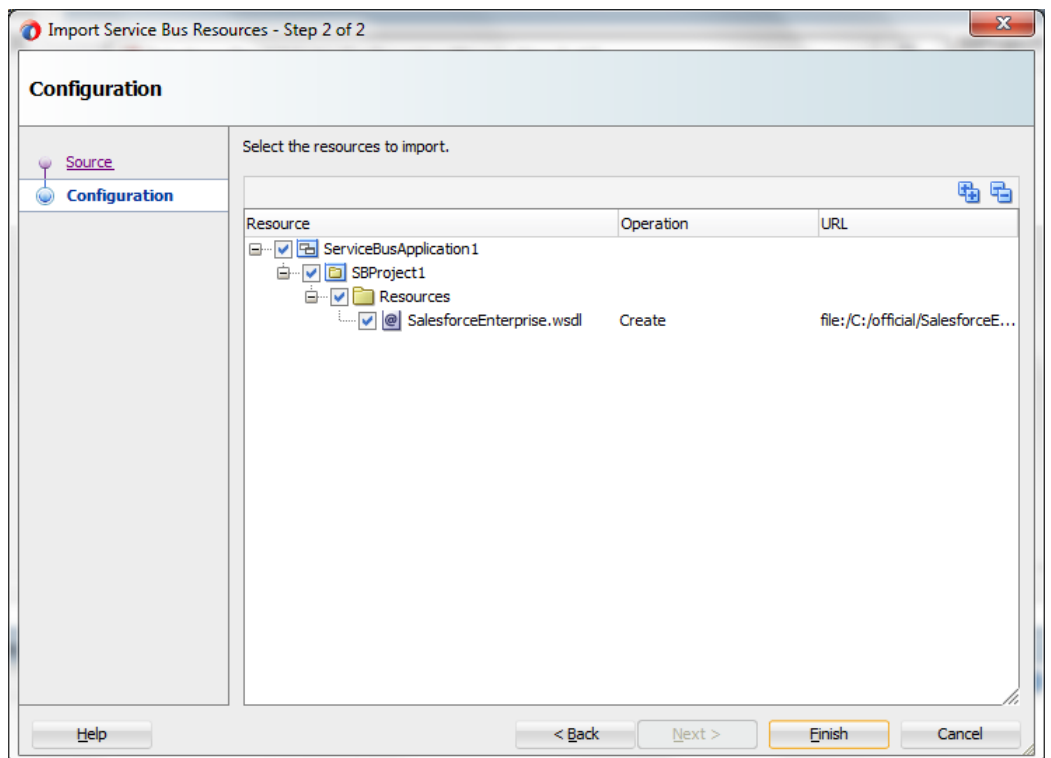 Import Service Bus Resources - Step 2 of 2
Configuration
Source
Configuration
Select the resources to import.
Resource Operation URL
ServiceBusApplication1
SBProject1
Resources
SalesforceEnterprise.wsdl Create file:/C:/official/SalesforceE...
Help < Back Next > Finish Cancel